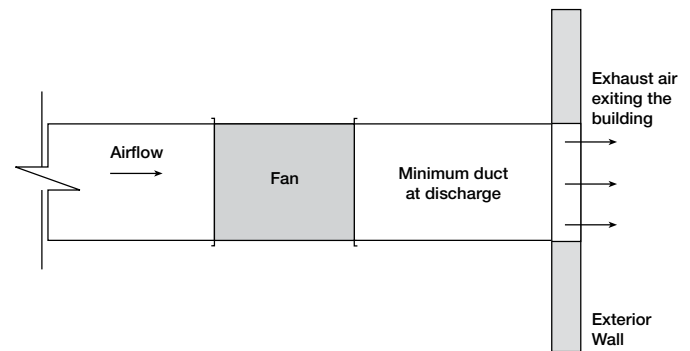 Exhaust air
exiting the
building
Airflow
Fan
Minimum duct
at discharge
Exterior
Wall